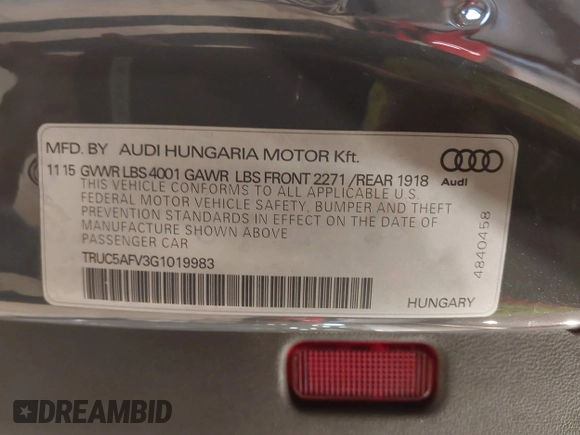 MFD. BY AUDI HUNGARIA MOTOR Kft.
11 15 GVWR LBS 4001 GAWR LBS FRONT 2271 / REAR 1918
THIS VEHICLE CONFORMS TO ALL APPLICABLE U S
FEDERAL MOTOR VEHICLE SAFETY, BUMPER AND THEFT
PREVENTION STANDARDS IN EFFECT ON THE DATE OF
MANUFACTURE SHOWN ABOVE
PASSENGER CAR
TRUC5AFV3G1019983
Audi
4840458
HUNGARY
DREAMBID